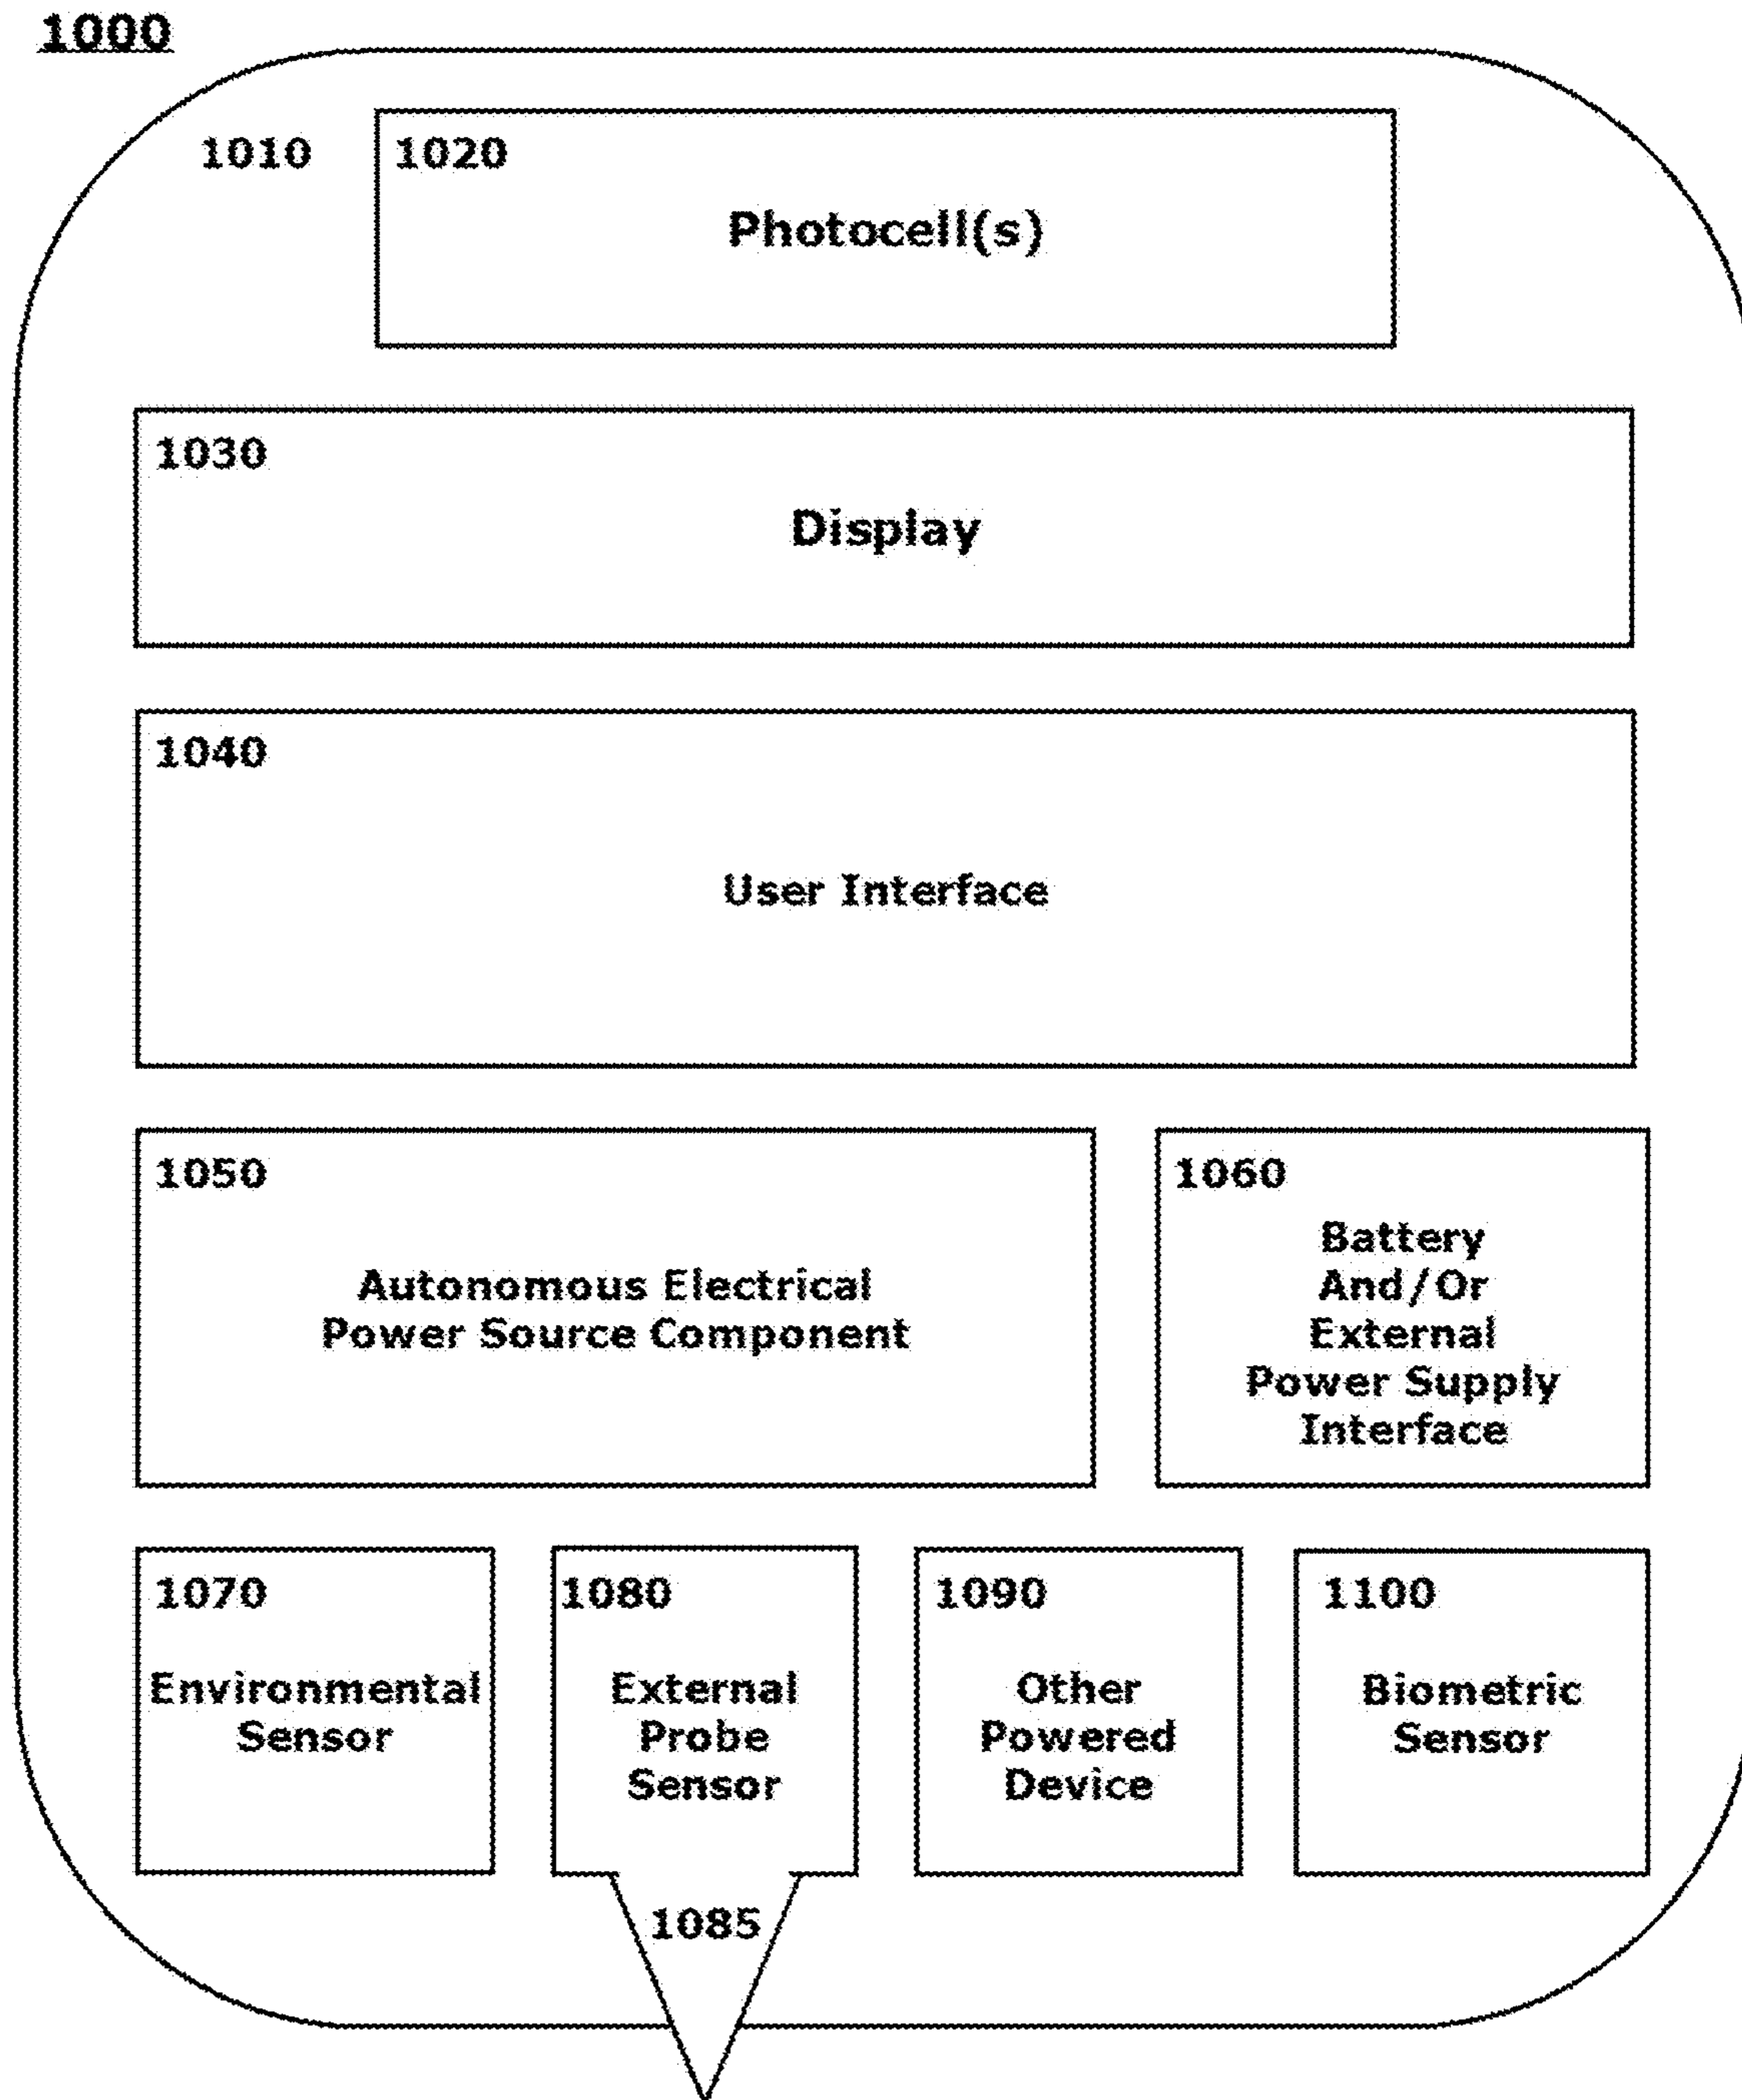 1000
1010
1020
Photocell(s)
1030
Display
1040
User Interface
1050
Autonomous Electrical
Power Source Component
1060
Battery
And/Or
External
Power Supply
Interface
1070
Environmental
Sensor
1080
External
Probe
Sensor
1085
1090
Other
Powered
Device
1100
Biometric
Sensor